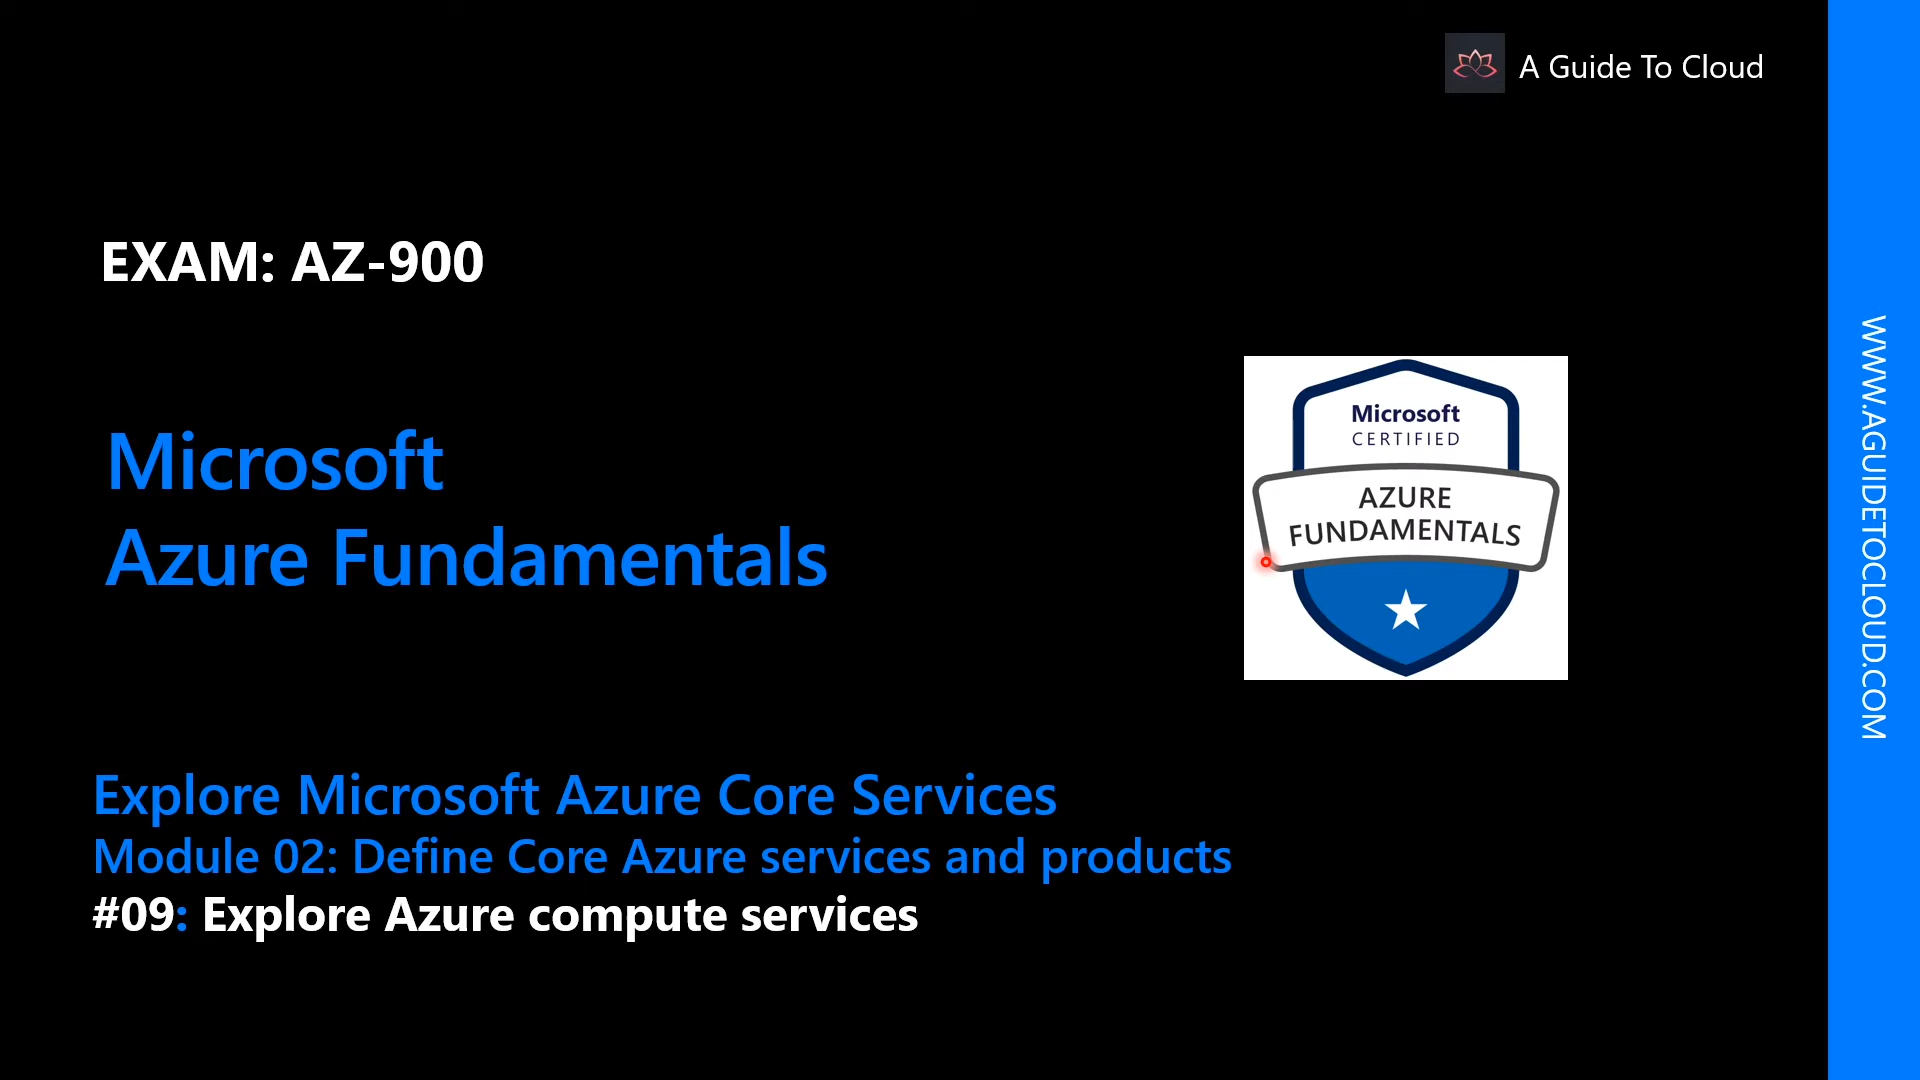 A Guide To Cloud
EXAM: AZ-900
Microsoft
Azure Fundamentals
Microsoft
CERTIFIED
AZURE
FUNDAMENTALS
Explore Microsoft Azure Core Services
Module 02: Define Core Azure services and products
#09: Explore Azure compute services
WWW.AGUIDETOCLOUD.COM